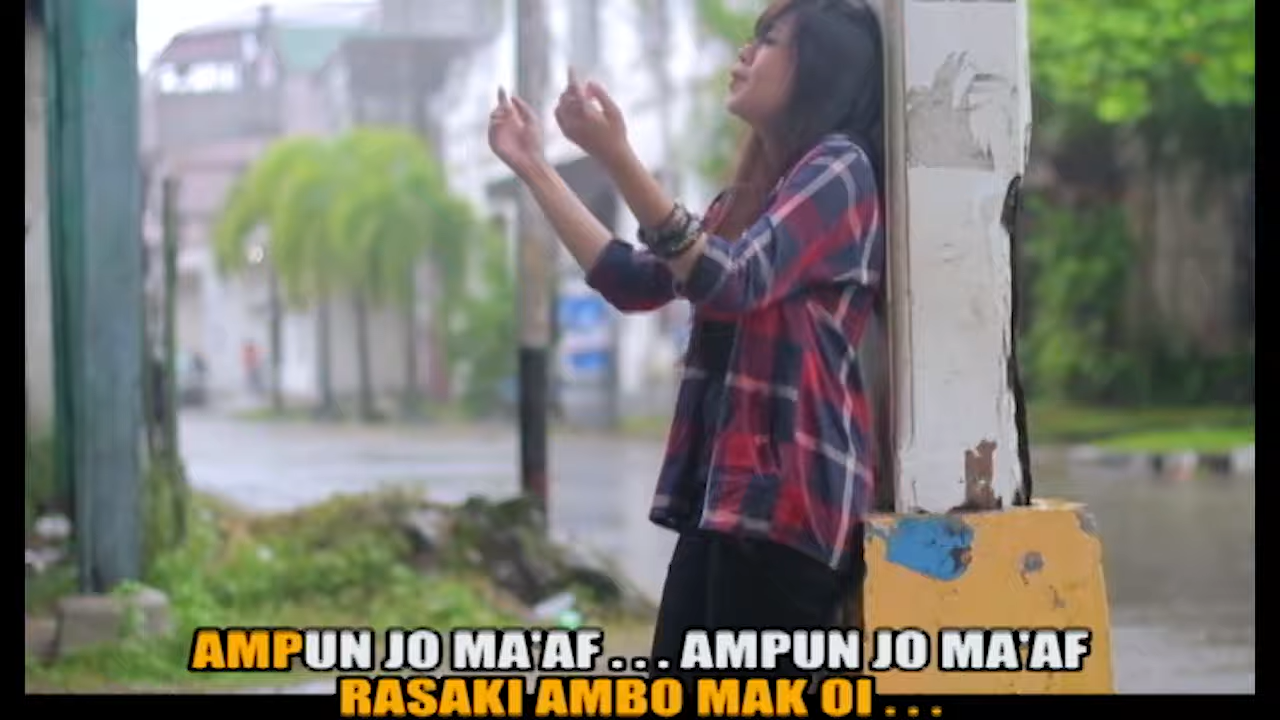 AMPUN JO MA'AF . . . AMPUN JO MA'AF
RASAKI AMBO MAK OI . . .